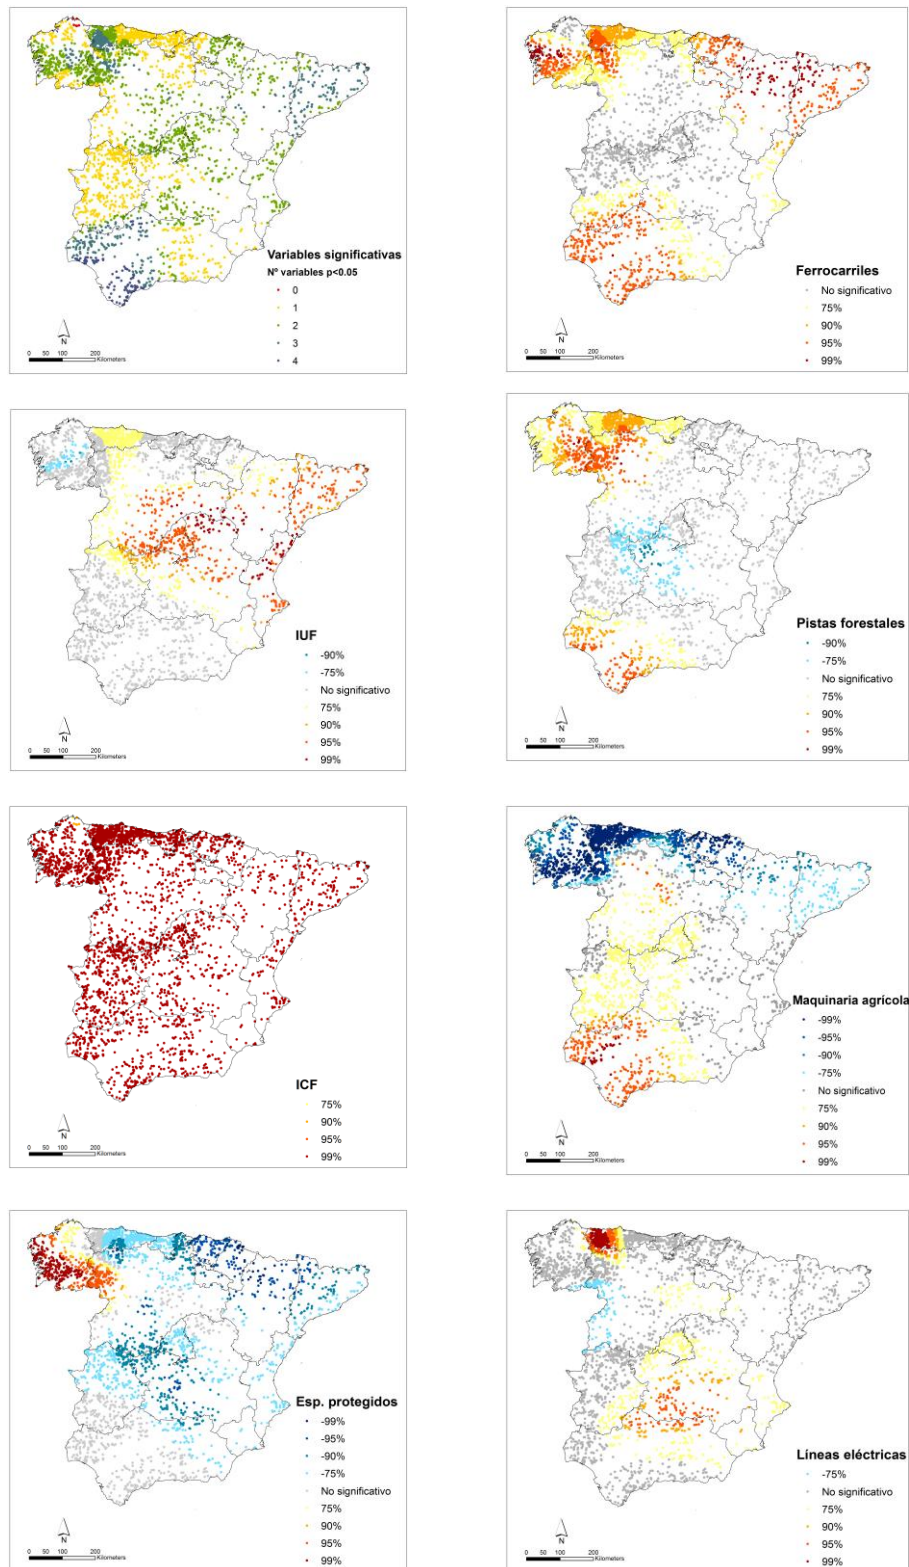 Variables significativas
Nº variables p<0.05
0
1
2
3
4
N
0 50 100 200
Kilometers
Ferrocarriles
No significativo
75%
90%
95%
99%
N
0 50 100 200
Kilometers
IUF
-90%
-75%
No significativo
75%
90%
95%
99%
N
0 50 100 200
Kilometers
Pistas forestales
-90%
-75%
No significativo
75%
90%
95%
99%
N
0 50 100 200
Kilometers
ICF
75%
90%
95%
99%
N
0 50 100 200
Kilometers
Maquinaria agrícola
-99%
-95%
-90%
-75%
No significativo
75%
90%
95%
99%
N
0 50 100 200
Kilometers
Esp. protegidos
-99%
-95%
-90%
-75%
No significativo
75%
90%
95%
99%
N
0 50 100 200
Kilometers
Líneas eléctricas
-75%
No significativo
75%
90%
95%
99%
N
0 50 100 200
Kilometers